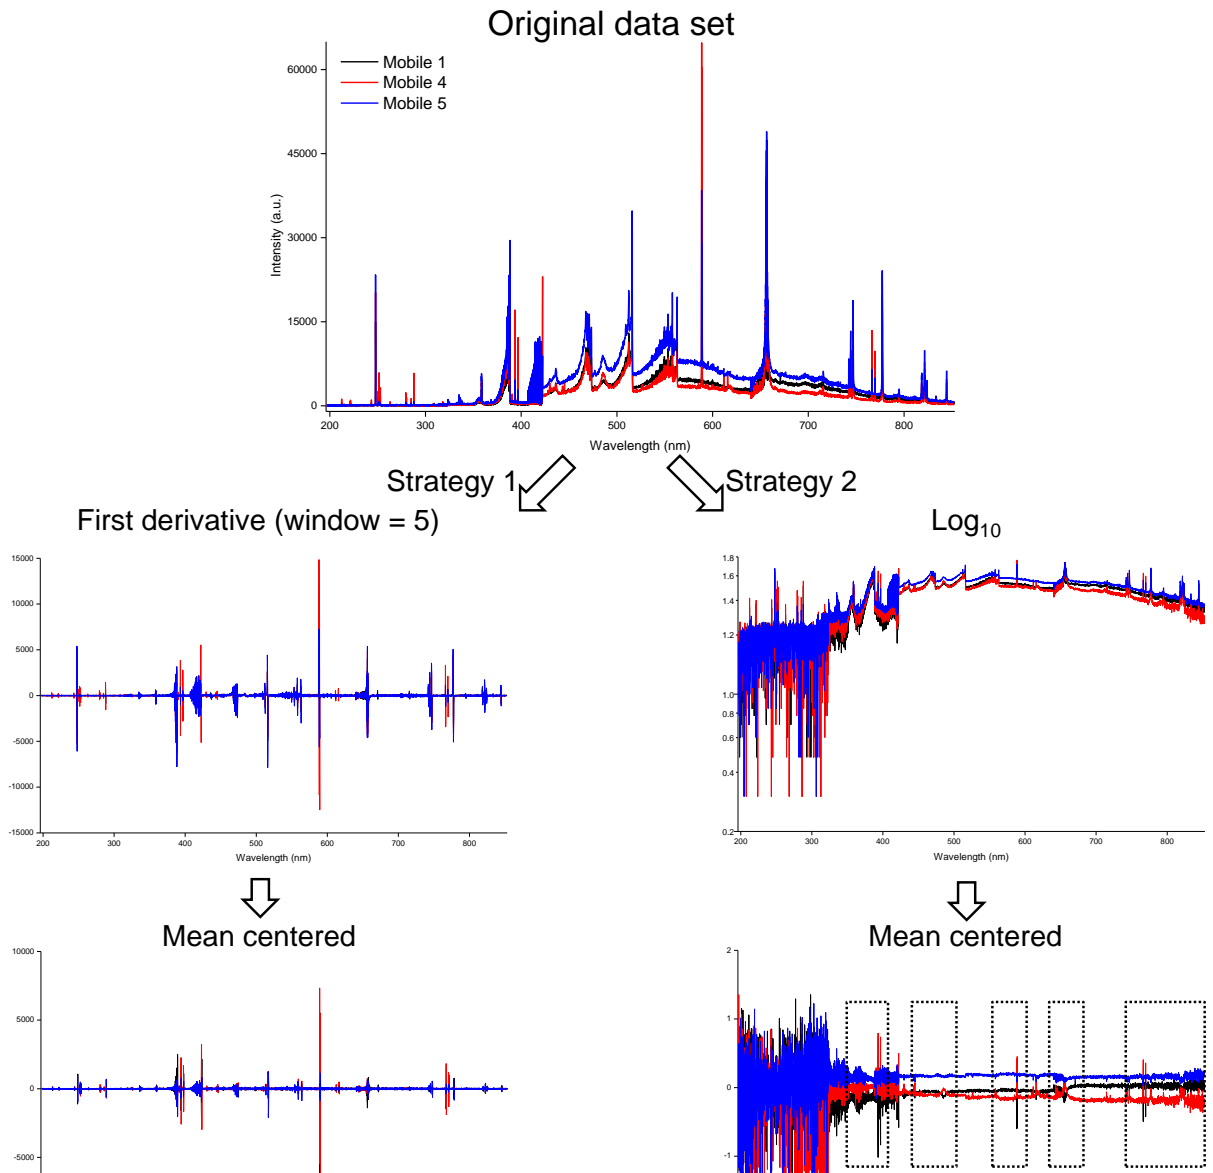 Original data set
60000
45000
30000
15000
0
Intensity (a.u.)
Mobile 1
Mobile 4
Mobile 5
200 300 400 500 600 700 800
Wavelength (nm)
Strategy 1
Strategy 2
First derivative (window = 5)
15000
10000
5000
0
-5000
-10000
-15000
200 300 400 500 600 700 800
Wavelength (nm)
Log10
1.8
1.6
1.4
1.2
1.0
0.8
0.6
0.4
0.2
200 300 400 500 600 700 800
Wavelength (nm)
Mean centered
10000
5000
0
-5000
Mean centered
2
1
0
-1